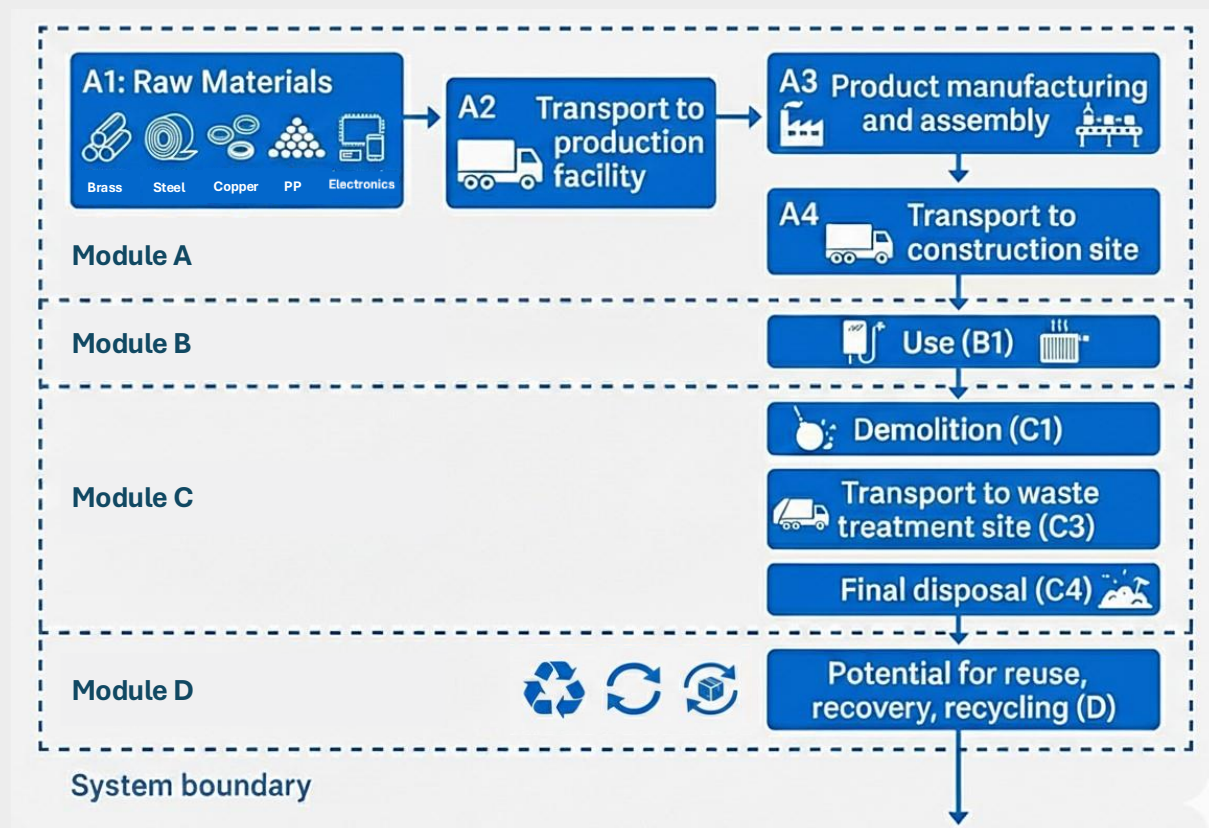 A1: Raw Materials
Brass Steel Copper PP Electronics
A2 Transport to
production
facility
A3 Product manufacturing
and assembly
A4 Transport to
construction site
Module A
Module B
Use (B1)
Module C
Demolition (C1)
Transport to waste
treatment site (C3)
Final disposal (C4)
Module D
Potential for reuse,
recovery, recycling (D)
System boundary